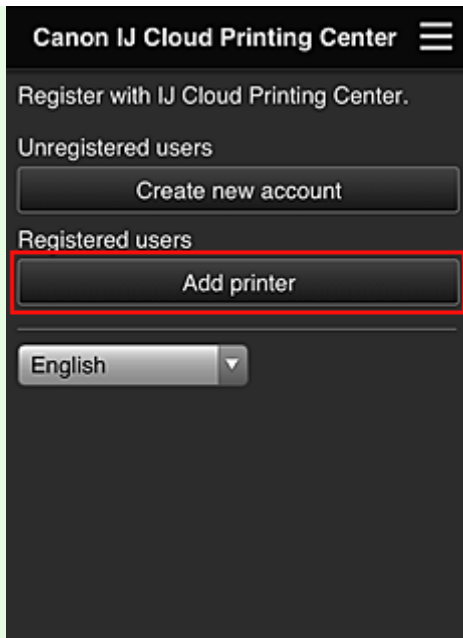 Canon IJ Cloud Printing Center
Register with IJ Cloud Printing Center.
Unregistered users
Create new account
Registered users
Add printer
English